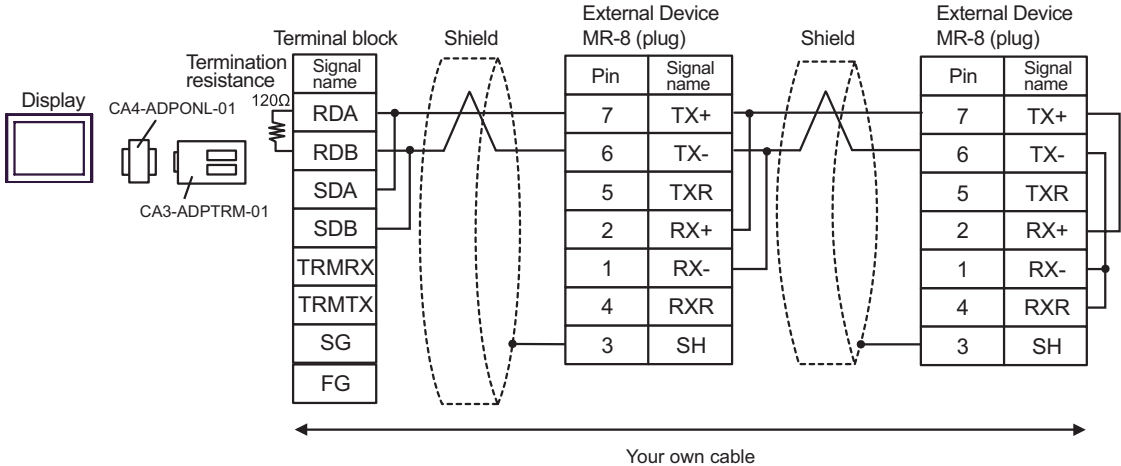 External Device
MR-8 (plug)
External Device
MR-8 (plug)
Terminal block
Shield
Shield
Termination
resistance
120Ω
Display
CA4-ADPONL-01
CA3-ADPTRM-01
Signal
name
RDA
RDB
SDA
SDB
TRMRX
TRMTX
SG
FG
Pin
Signal
name
7 TX+
6 TX-
5 TXR
2 RX+
1 RX-
4 RXR
3 SH
Pin
Signal
name
7 TX+
6 TX-
5 TXR
2 RX+
1 RX-
4 RXR
3 SH
Your own cable